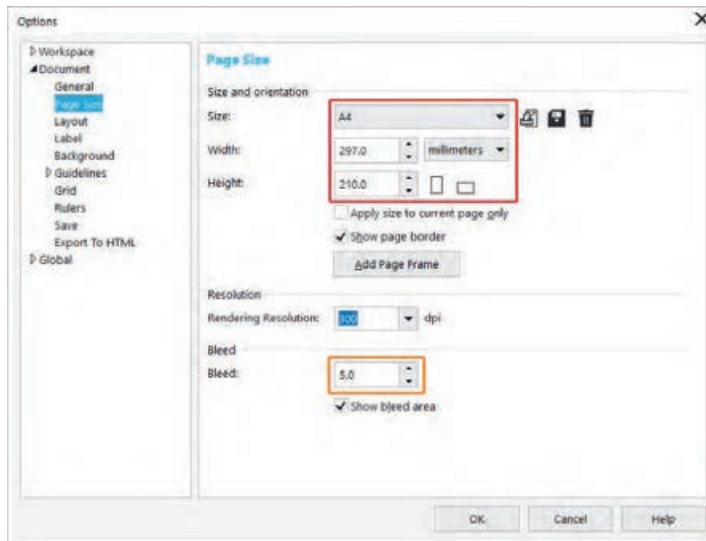 Options
Workspace
Document
General
Page Size
Layout
Label
Background
Guidelines
Grid
Rulers
Save
Export To HTML
Global
Page Size
Size and orientation
Size: A4
Width: 297.0 millimeters
Height: 210.0
Apply size to current page only
Show page border
Add Page Frame
Resolution
Rendering Resolution: 300 dpi
Bleed
Bleed: 5.0
Show bleed area
OK Cancel Help